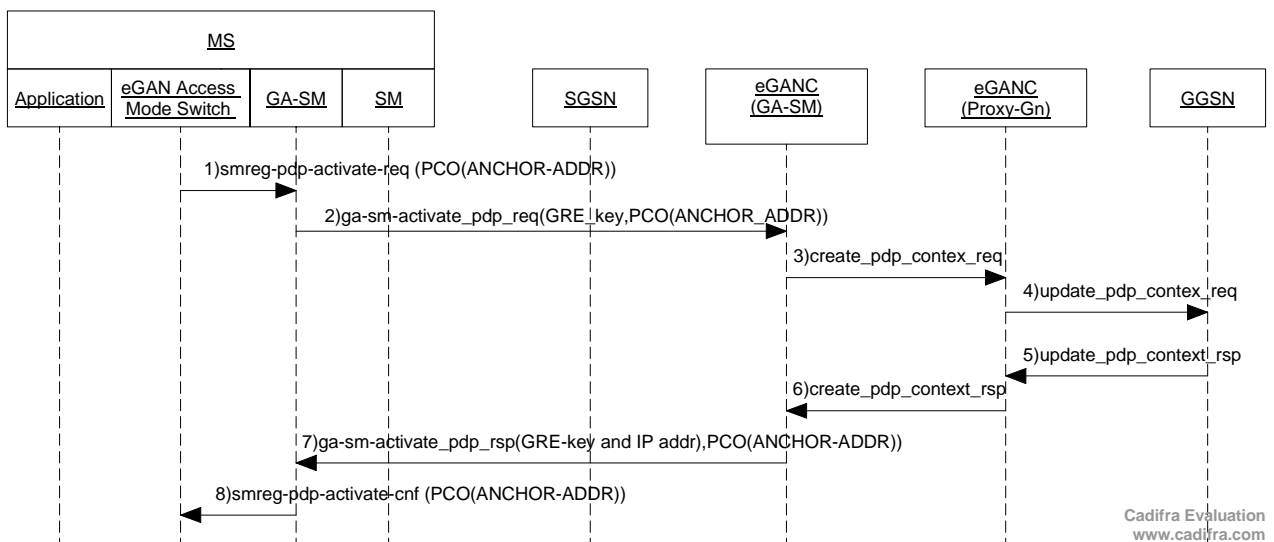 MS
Application
eGAN Access
Mode Switch
GA-SM
SM
SGSN
eGANC
(GA-SM)
eGANC
(Proxy-Gn)
GGSN
1)smreg-pdp-activate-req (PCO(ANCHOR-ADDR))
2)ga-sm-activate_pdp_req(GRE_key,PCO(ANCHOR_ADDR))
3)create_pdp_contex_req
4)update_pdp_contex_req
5)update_pdp_context_rsp
6)create_pdp_context_rsp
7)ga-sm-activate_pdp_rsp(GRE-key and IP addr),PCO(ANCHOR-ADDR))
8)smreg-pdp-activate-cnf (PCO(ANCHOR-ADDR))
Cadifra Evaluation
www.cadifra.com